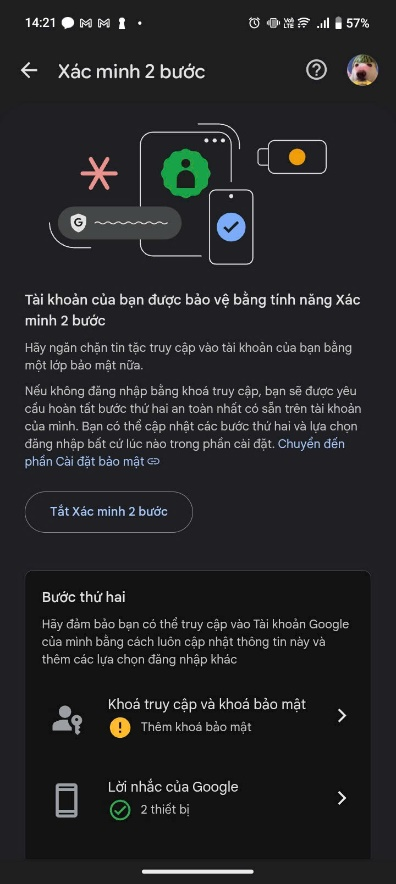 14:21 57%
Xác minh 2 bước
G
Tài khoản của bạn được bảo vệ bằng tính năng Xác
minh 2 bước
Hãy ngăn chặn tin tặc truy cập vào tài khoản của bạn bằng
một lớp bảo mật nữa.
Nếu không đăng nhập bằng khoá truy cập, bạn sẽ được yêu
cầu hoàn tất bước thứ hai an toàn nhất có sẵn trên tài khoản
của mình. Bạn có thể cập nhật các bước thứ hai và lựa chọn
đăng nhập bất cứ lúc nào trong phần cài đặt. Chuyển đến
phần Cài đặt bảo mật
Tắt Xác minh 2 bước
Bước thứ hai
Hãy đảm bảo bạn có thể truy cập vào Tài khoản Google
của mình bằng cách luôn cập nhật thông tin này và
thêm các lựa chọn đăng nhập khác
Khoá truy cập và khoá bảo mật
Thêm khoá bảo mật
Lời nhắc của Google
2 thiết bị